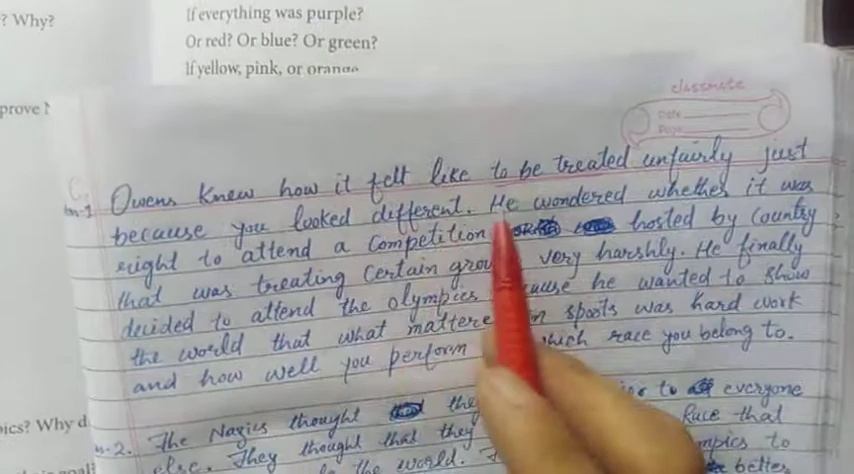 ? Why?
If everything was purple?
Or red? Or blue? Or green?
If yellow, pink, or orange
prove ?
classmate
Date
Page
C.
Ans-1 Owens knew how it felt like to be treated unfairly just
because you looked different. He wondered whether it was
right to attend a competition hosted by country
that was treating certain very harshly. He finally
decided to attend the olympics he wanted to show
the world that what sports was hard work
and how well you perform which race you belong to.
pics? Why d
2. The Nazies thought to everyone
else. They thought that they Race that
the world. to
better